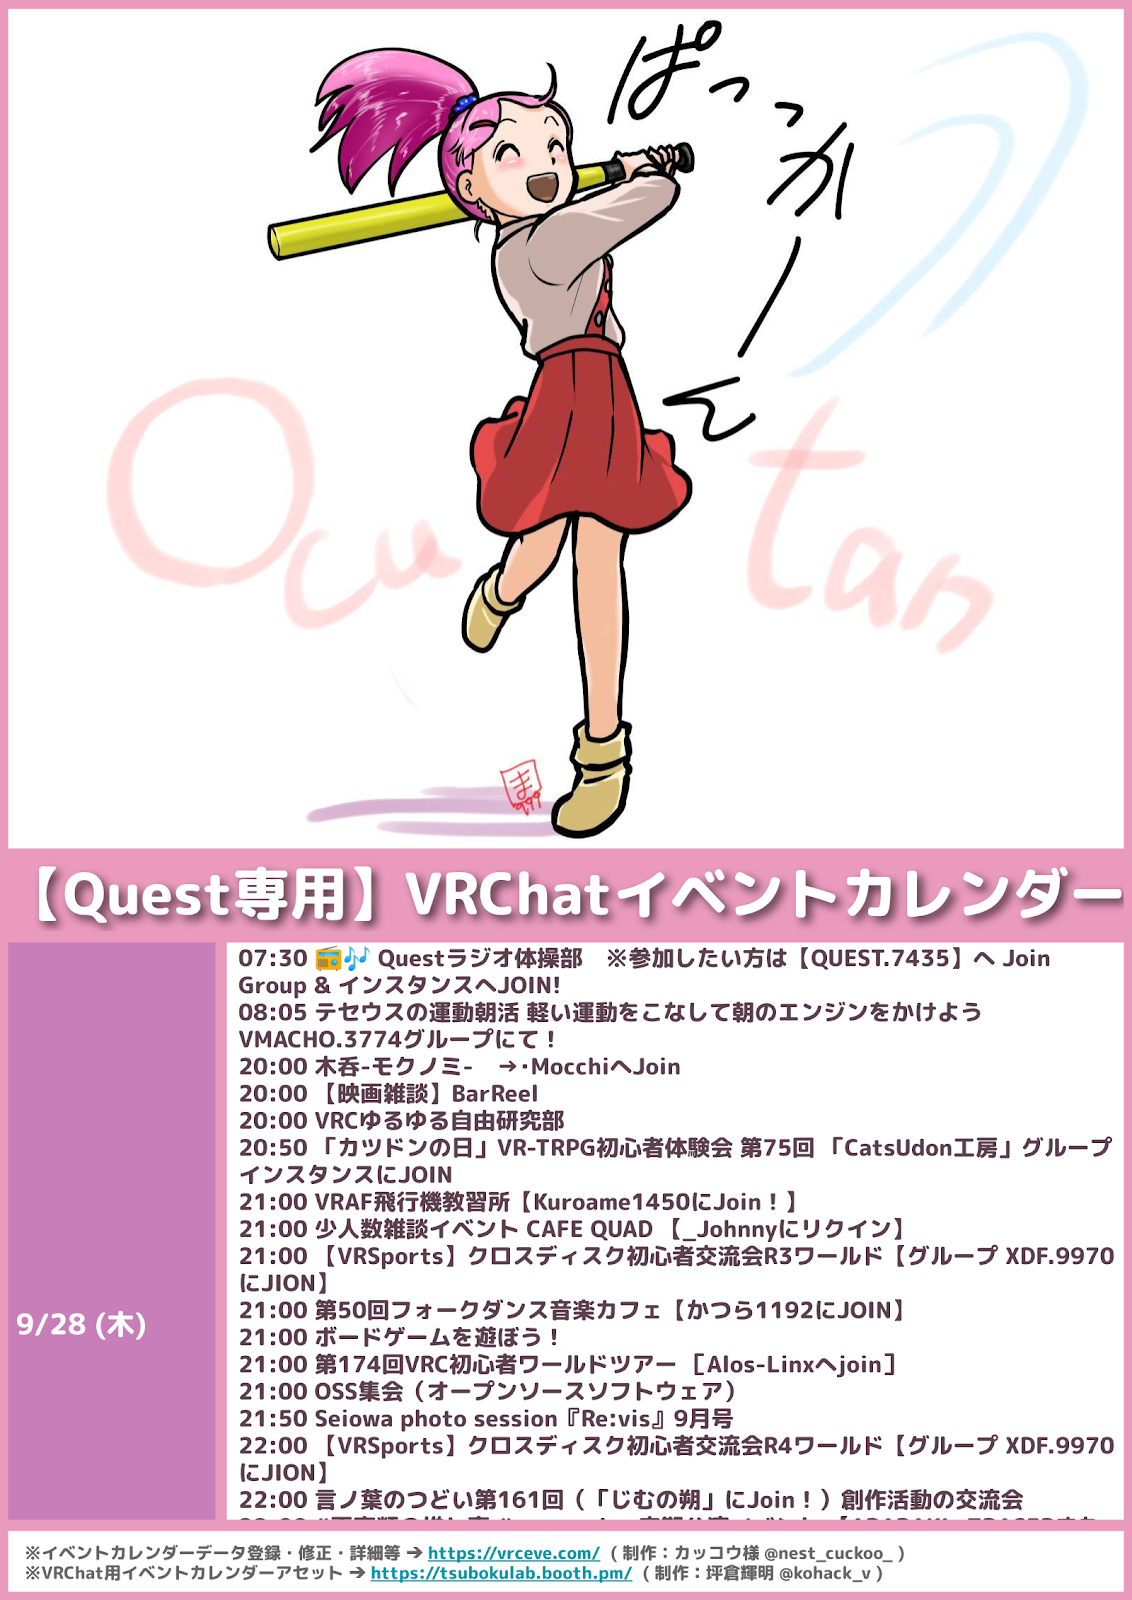 ぱっっかーん
Ocu tan
ま
999
【Quest専用】VRChatイベントカレンダー
9/28 (木)
07:30 📻🎶 Questラジオ体操部　※参加したい方は【QUEST.7435】へ Join
Group & インスタンスへJOIN!
08:05 テセウスの運動朝活 軽い運動をこなして朝のエンジンをかけよう
VMACHO.3774グループにて！
20:00 木呑-モクノミ-　→･MocchiへJoin
20:00 【映画雑談】BarReel
20:00 VRCゆるゆる自由研究部
20:50 「カツドンの日」VR-TRPG初心者体験会 第75回 「CatsUdon工房」グループ
インスタンスにJOIN
21:00 VRAF飛行機教習所【Kuroame1450にJoin！】
21:00 少人数雑談イベント CAFE QUAD 【_Johnnyにリクイン】
21:00 【VRSports】クロスディスク初心者交流会R3ワールド【グループ XDF.9970
にJION】
21:00 第50回フォークダンス音楽カフェ【かつら1192にJOIN】
21:00 ボードゲームを遊ぼう！
21:00 第174回VRC初心者ワールドツアー ［Alos-Linxへjoin］
21:00 OSS集会（オープンソースソフトウェア）
21:50 Seiowa photo session『Re:vis』9月号
22:00 【VRSports】クロスディスク初心者交流会R4ワールド【グループ XDF.9970
にJION】
22:00 言ノ葉のつどい第161回（「じむの朔」にJoin！）創作活動の交流会
※イベントカレンダーデータ登録・修正・詳細等 → https://vrceve.com/ （制作：カッコウ様 @nest_cuckoo_ ）
※VRChat用イベントカレンダーアセット → https://tsubokulab.booth.pm/ （制作：坪倉輝明 @kohack_v ）